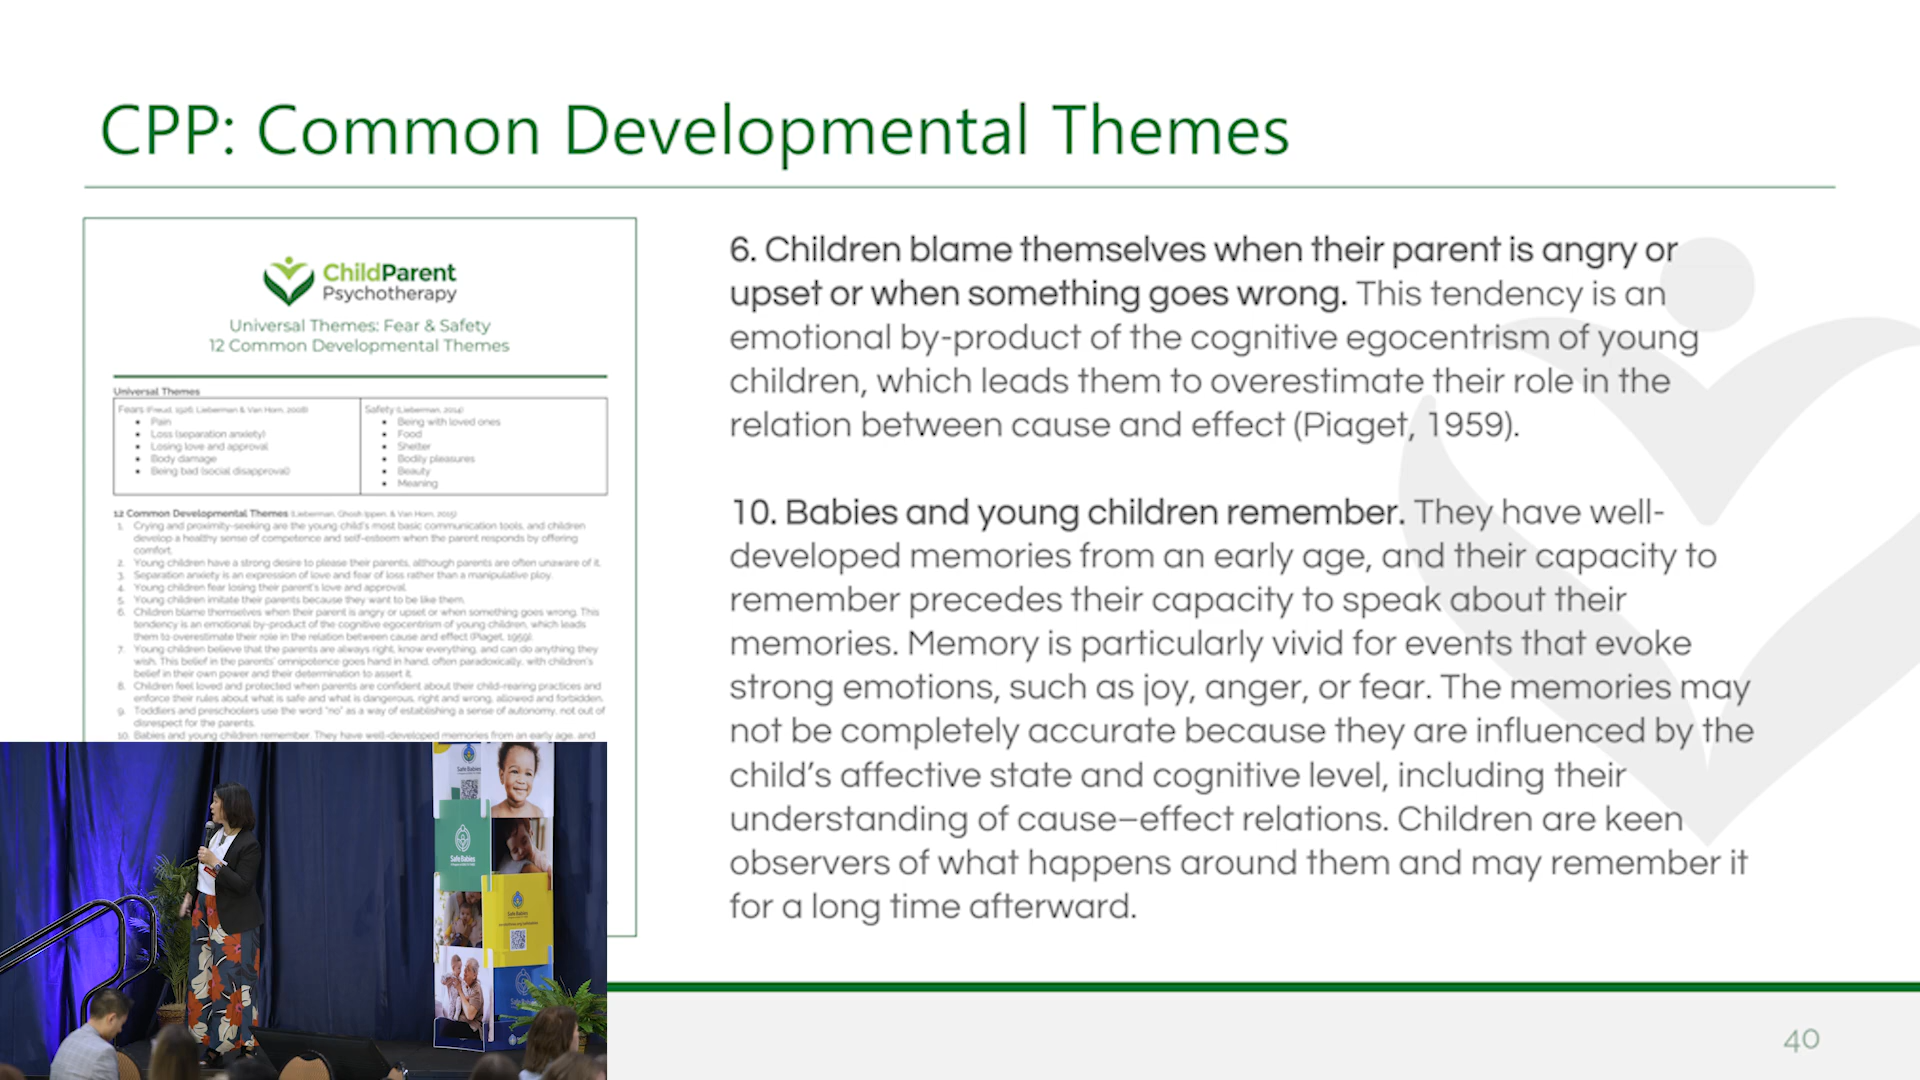 CPP: Common Developmental Themes
ChildParent
Psychotherapy
Universal Themes: Fear & Safety
12 Common Developmental Themes
Universal Themes
Fears (Freud, 1926; Lieberman & Van Horn, 2008)
• Pain
• Loss (separation anxiety)
• Losing love and approval
• Body damage
• Being bad (social disapproval)
Safety (Lieberman, 2014)
• Being with loved ones
• Food
• Shelter
• Bodily pleasures
• Beauty
• Meaning
12 Common Developmental Themes (Lieberman, Ghosh Ippen, & Van Horn, 2015)
1. Crying and proximity-seeking are the young child's most basic communication tools, and children
develop a healthy sense of competence and self-esteem when the parent responds by offering
comfort.
2. Young children have a strong desire to please their parents, although parents are often unaware of it.
3. Separation anxiety is an expression of love and fear of loss rather than a manipulative ploy.
4. Young children fear losing their parent's love and approval.
5. Young children imitate their parents because they want to be like them.
6. Children blame themselves when their parent is angry or upset or when something goes wrong. This
tendency is an emotional by-product of the cognitive egocentrism of young children, which leads
them to overestimate their role in the relation between cause and effect (Piaget, 1959).
7. Young children believe that the parents are always right, know everything, and can do anything they
wish. This belief in the parents' omnipotence goes hand in hand, often paradoxically, with children's
belief in their own power and their determination to assert it.
8. Children feel loved and protected when parents are confident about their child-rearing practices and
enforce their rules about what is safe and what is dangerous, right and wrong, allowed and forbidden.
9. Toddlers and preschoolers use the word "no" as a way of establishing a sense of autonomy, not out of
disrespect for the parents.
10. Babies and young children remember. They have well-developed memories from an early age, and
6. Children blame themselves when their parent is angry or
upset or when something goes wrong. This tendency is an
emotional by-product of the cognitive egocentrism of young
children, which leads them to overestimate their role in the
relation between cause and effect (Piaget, 1959).
10. Babies and young children remember. They have well-
developed memories from an early age, and their capacity to
remember precedes their capacity to speak about their
memories. Memory is particularly vivid for events that evoke
strong emotions, such as joy, anger, or fear. The memories may
not be completely accurate because they are influenced by the
child's affective state and cognitive level, including their
understanding of cause–effect relations. Children are keen
observers of what happens around them and may remember it
for a long time afterward.
Safe Babies
Safe Babies
Safe Babies
40